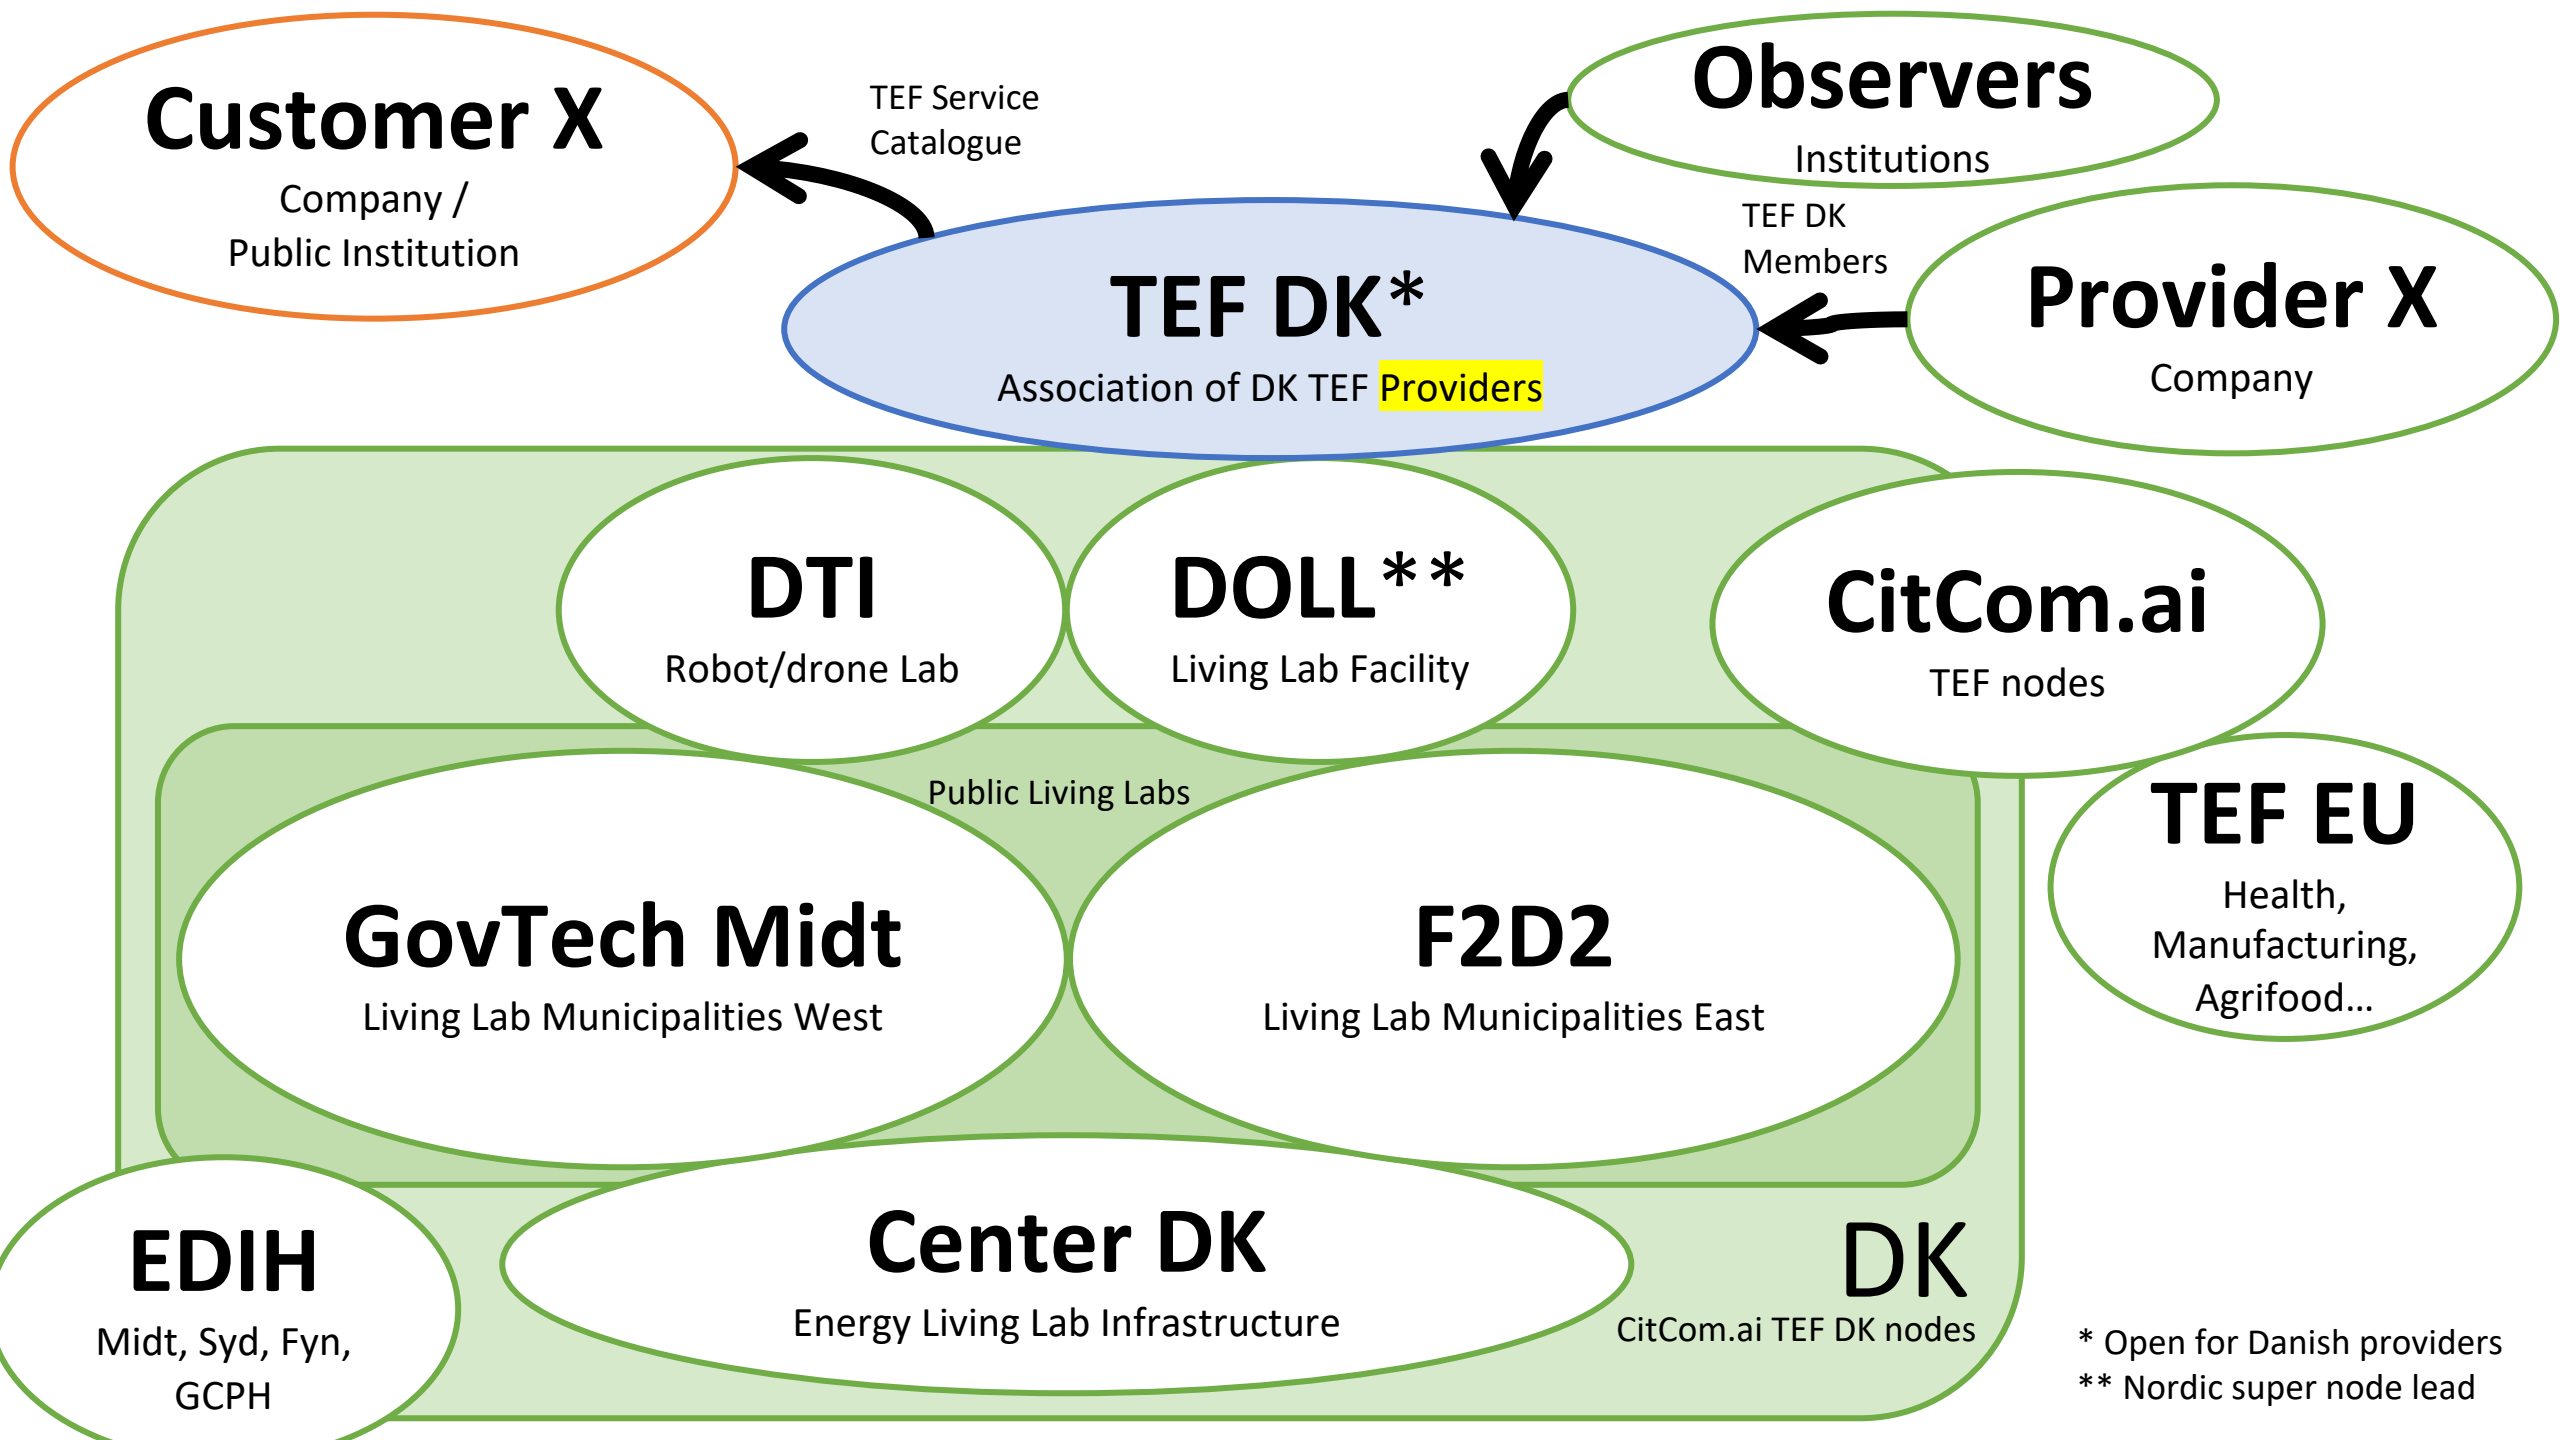 Customer X
Company /
Public Institution
TEF Service
Catalogue
Observers
Institutions
TEF DK
Members
Provider X
Company
TEF DK*
Association of DK TEF Providers
DTI
Robot/drone Lab
DOLL**
Living Lab Facility
CitCom.ai
TEF nodes
Public Living Labs
TEF EU
Health,
Manufacturing,
Agrifood...
GovTech Midt
Living Lab Municipalities West
F2D2
Living Lab Municipalities East
EDIH
Midt, Syd, Fyn,
GCPH
Center DK
Energy Living Lab Infrastructure
DK
CitCom.ai TEF DK nodes
* Open for Danish providers
** Nordic super node lead